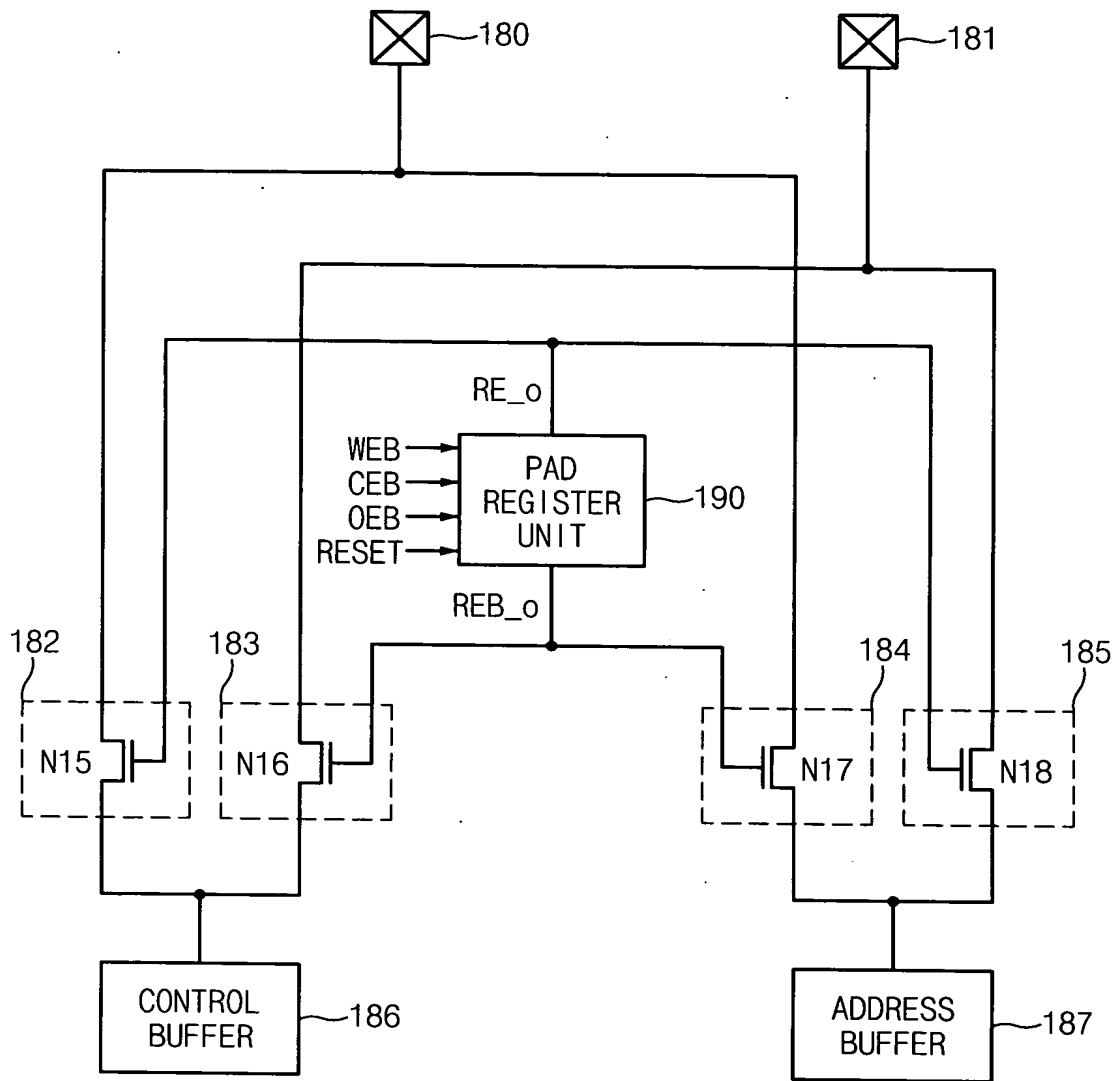 180
181
RE_o
WEB
CEB
OEB
RESET
PAD
REGISTER
UNIT
190
REB_o
182
183
184
185
N15
N16
N17
N18
CONTROL
BUFFER
186
ADDRESS
BUFFER
187